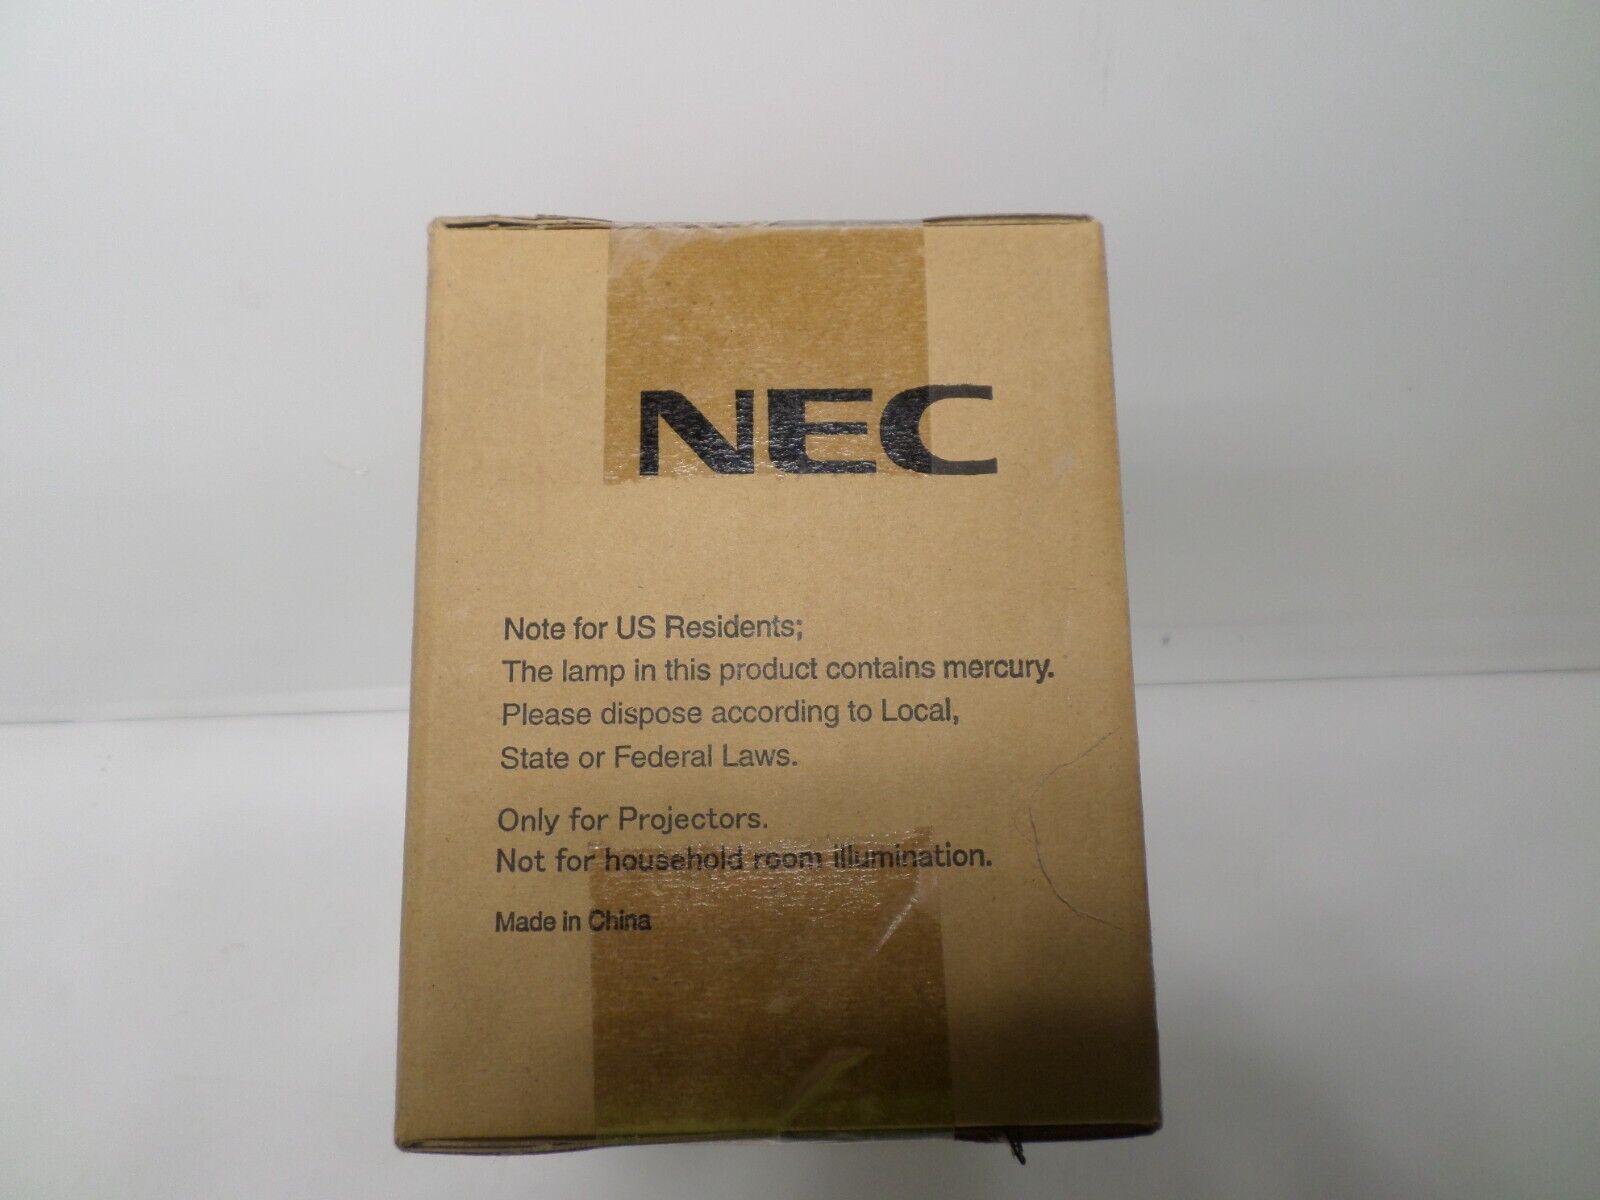 NEC
Note for US Residents;
The lamp in this product contains mercury.
Please dispose according to Local,
State or Federal Laws.
Only for Projectors.
Not for household room illumination.
Made in China